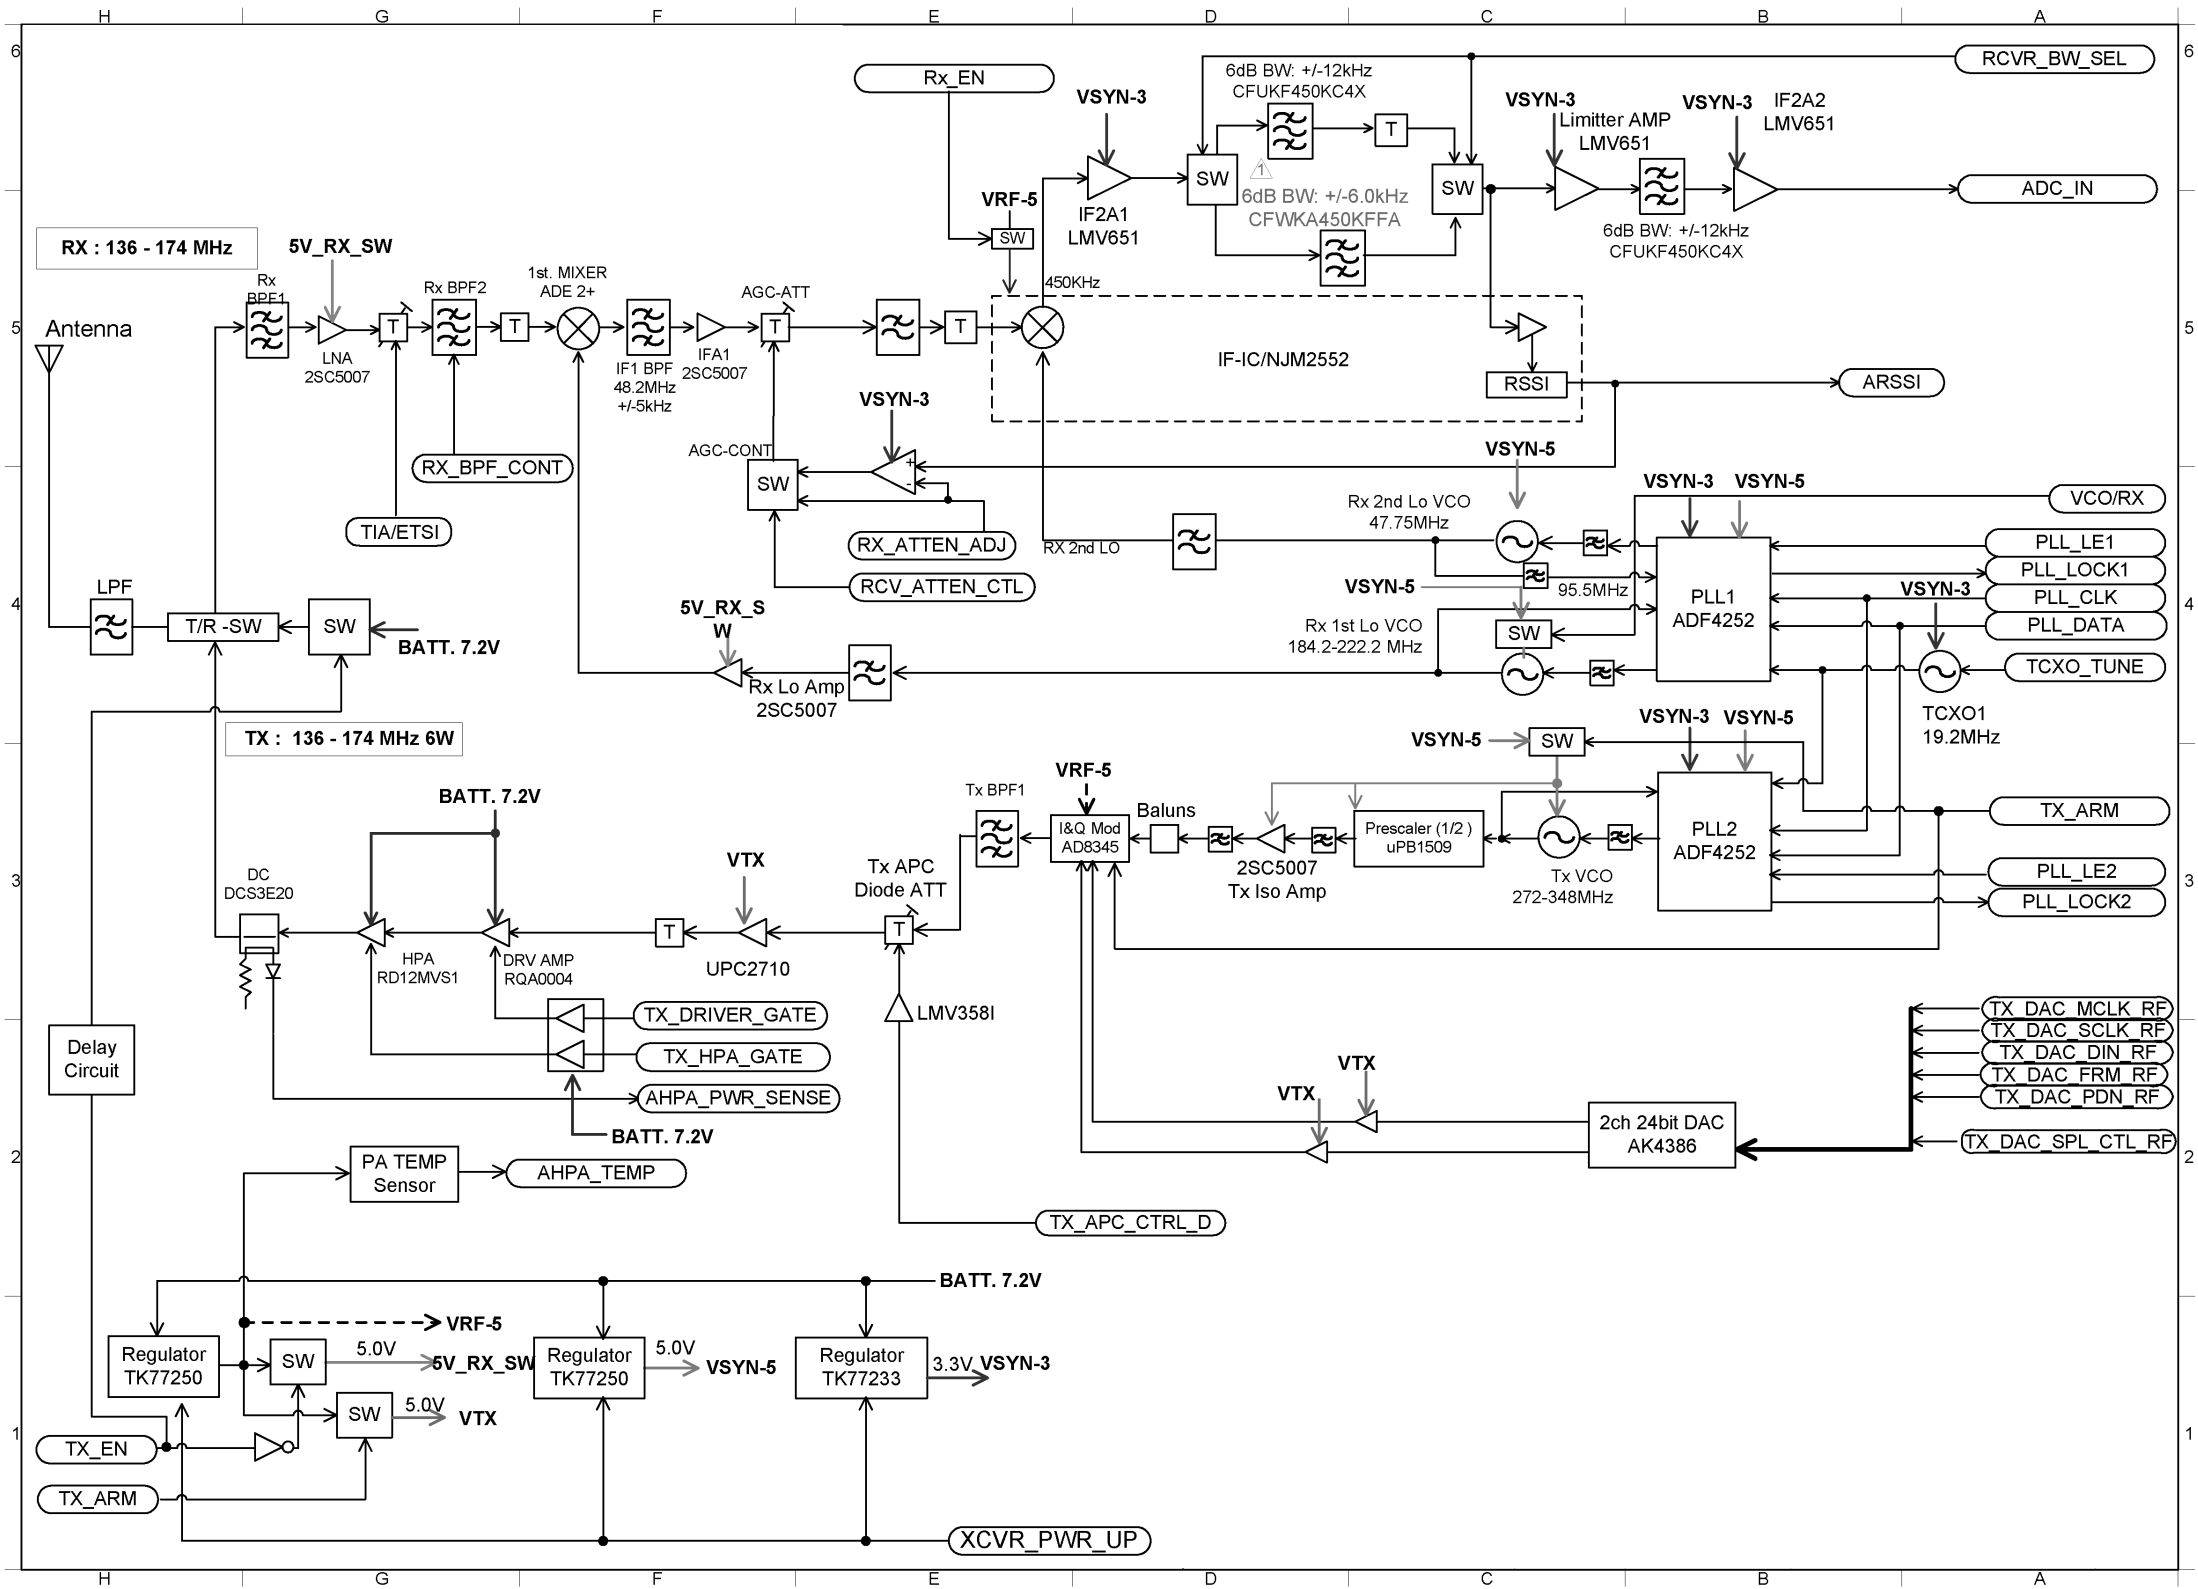 H G F E D C B A
6 6
Rx_EN
RCVR_BW_SEL
6dB BW: +/-12kHz
CFUKF450KC4X
VSYN-3
VSYN-3
VSYN-3
IF2A2
LMV651
Limitter AMP
LMV651
T
1
SW
SW
ADC_IN
6dB BW: +/-6.0kHz
CFWKA450KFFA
VRF-5
IF2A1
LMV651
SW
6dB BW: +/-12kHz
CFUKF450KC4X
RX : 136 - 174 MHz
5V_RX_SW
Rx
BPF1
Rx BPF2
1st. MIXER
ADE 2+
AGC-ATT
450KHz
5 5
Antenna
T
T
T
T
LNA
2SC5007
IF1 BPF
48.2MHz
+/-5kHz
IFA1
2SC5007
IF-IC/NJM2552
RSSI
ARSSI
VSYN-3
AGC-CONT
+
-
SW
VSYN-5
RX_BPF_CONT
TIA/ETSI
VSYN-3
VSYN-5
VCO/RX
Rx 2nd Lo VCO
47.75MHz
RX_ATTEN_ADJ
RX 2nd LO
RCV_ATTEN_CTL
PLL_LE1
PLL_LOCK1
PLL_CLK
PLL_DATA
TCXO_TUNE
VSYN-5
95.5MHz
VSYN-3
4 4
LPF
T/R -SW
SW
BATT. 7.2V
5V_RX_S
W
Rx 1st Lo VCO
184.2-222.2 MHz
SW
PLL1
ADF4252
Rx Lo Amp
2SC5007
TCXO1
19.2MHz
TX : 136 - 174 MHz 6W
VSYN-5
SW
VSYN-3
VSYN-5
BATT. 7.2V
VRF-5
Tx BPF1
Baluns
I&Q Mod
AD8345
Prescaler (1/2 )
uPB1509
PLL2
ADF4252
TX_ARM
2SC5007
Tx Iso Amp
Tx VCO
272-348MHz
PLL_LE2
PLL_LOCK2
3 3
DC
DCS3E20
VTX
Tx APC
Diode ATT
T
T
HPA
RD12MVS1
DRV AMP
RQA0004
UPC2710
LMV358I
TX_DRIVER_GATE
TX_HPA_GATE
AHPA_PWR_SENSE
BATT. 7.2V
Delay
Circuit
TX_DAC_MCLK_RF
TX_DAC_SCLK_RF
TX_DAC_DIN_RF
TX_DAC_FRM_RF
TX_DAC_PDN_RF
TX_DAC_SPL_CTL_RF
VTX
VTX
2ch 24bit DAC
AK4386
2 2
PA TEMP
Sensor
AHPA_TEMP
TX_APC_CTRL_D
BATT. 7.2V
VRF-5
Regulator
TK77250
SW
5.0V
5V_RX_SW
Regulator
TK77250
5.0V
VSYN-5
Regulator
TK77233
3.3V
VSYN-3
SW
5.0V
VTX
1 1
TX_EN
TX_ARM
XCVR_PWR_UP
H G F E D C B A